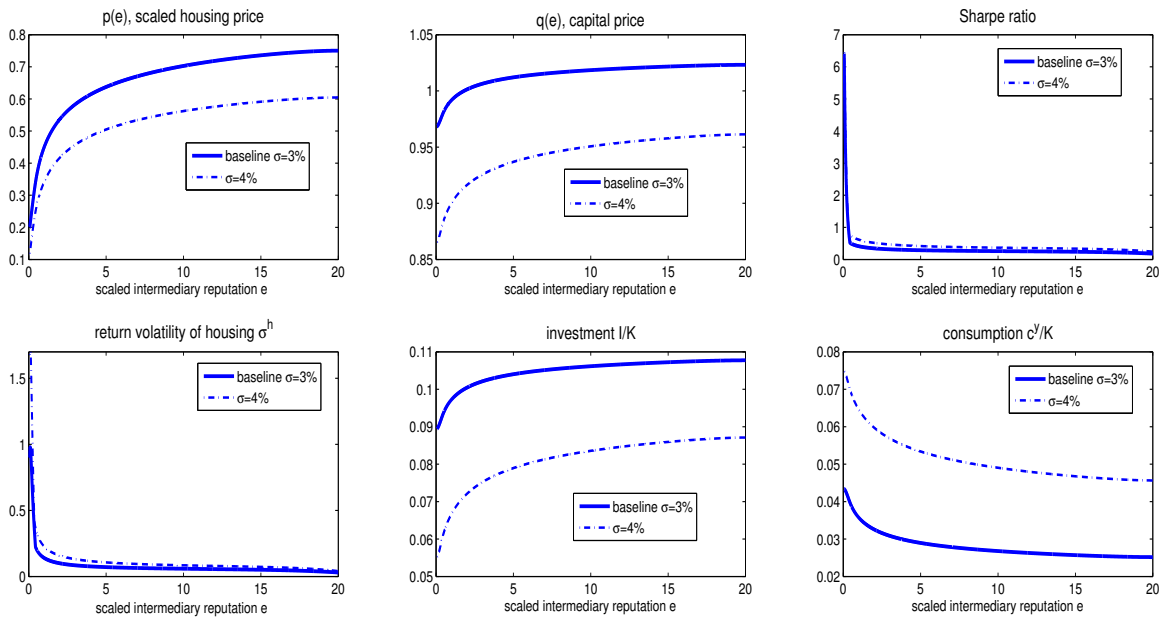 p(e), scaled housing price
0.8
0.7
0.6
0.5
0.4
0.3
0.2
0.1
0 5 10 15 20
baseline σ=3%
σ=4%
scaled intermediary reputation e
q(e), capital price
1.05
1
0.95
0.9
0.85
0 5 10 15 20
baseline σ=3%
σ=4%
scaled intermediary reputation e
Sharpe ratio
7
6
5
4
3
2
1
0
0 5 10 15 20
baseline σ=3%
σ=4%
scaled intermediary reputation e
return volatility of housing σ^h
1.5
1
0.5
0
0 5 10 15 20
baseline σ=3%
σ=4%
scaled intermediary reputation e
investment I/K
0.11
0.1
0.09
0.08
0.07
0.06
0.05
0 5 10 15 20
baseline σ=3%
σ=4%
scaled intermediary reputation e
consumption c^y/K
0.08
0.07
0.06
0.05
0.04
0.03
0.02
0 5 10 15 20
baseline σ=3%
σ=4%
scaled intermediary reputation e